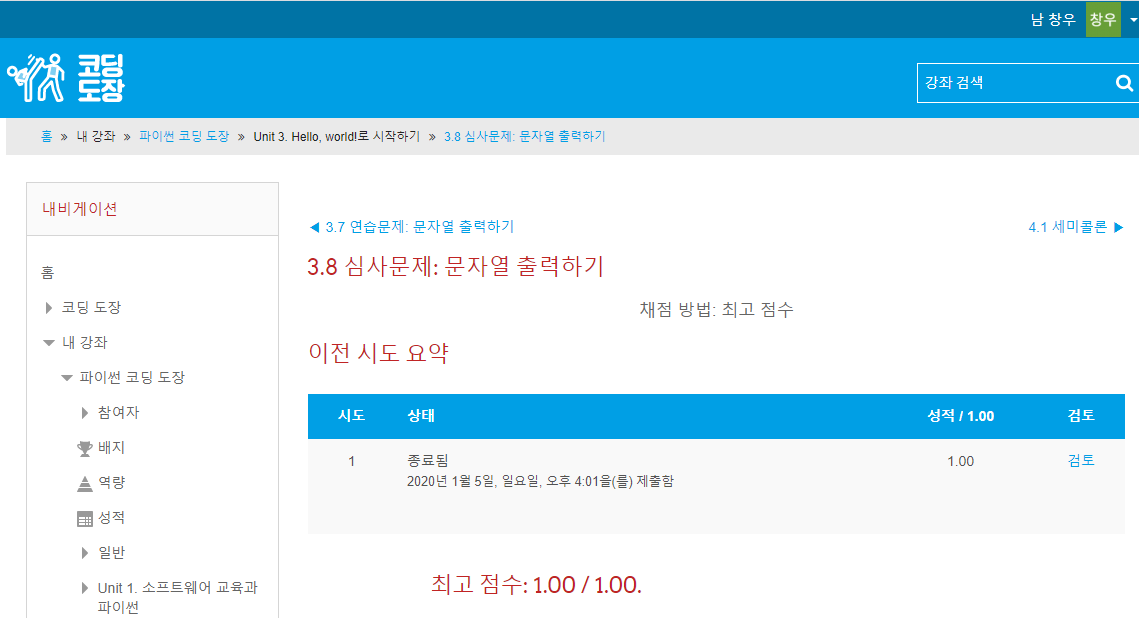 남 창우 창우
코딩
도장
강좌 검색
홈 » 내 강좌 » 파이썬 코딩 도장 » Unit 3. Hello, world!로 시작하기 » 3.8 심사문제: 문자열 출력하기
내비게이션
홈
코딩 도장
내 강좌
파이썬 코딩 도장
참여자
배지
역량
성적
일반
Unit 1. 소프트웨어 교육과
파이썬
◀ 3.7 연습문제: 문자열 출력하기
4.1 세미콜론 ▶
3.8 심사문제: 문자열 출력하기
채점 방법: 최고 점수
이전 시도 요약
시도 상태 성적 / 1.00 검토
1 종료됨 1.00 검토
2020년 1월 5일, 일요일, 오후 4:01을(를) 제출함
최고 점수: 1.00 / 1.00.